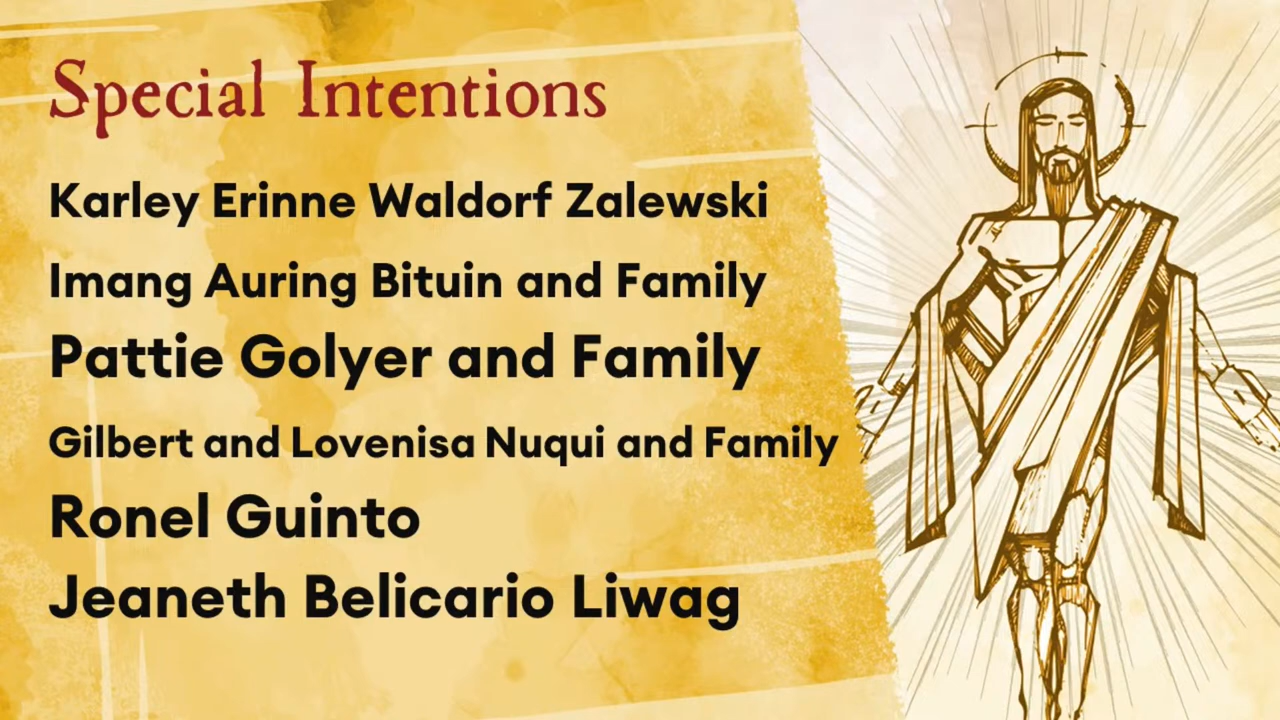 Special Intentions
Karley Erinne Waldorf Zalewski
Imang Auring Bituin and Family
Pattie Golyer and Family
Gilbert and Lovenisa Nuqui and Family
Ronel Guinto
Jeaneth Belicario Liwag